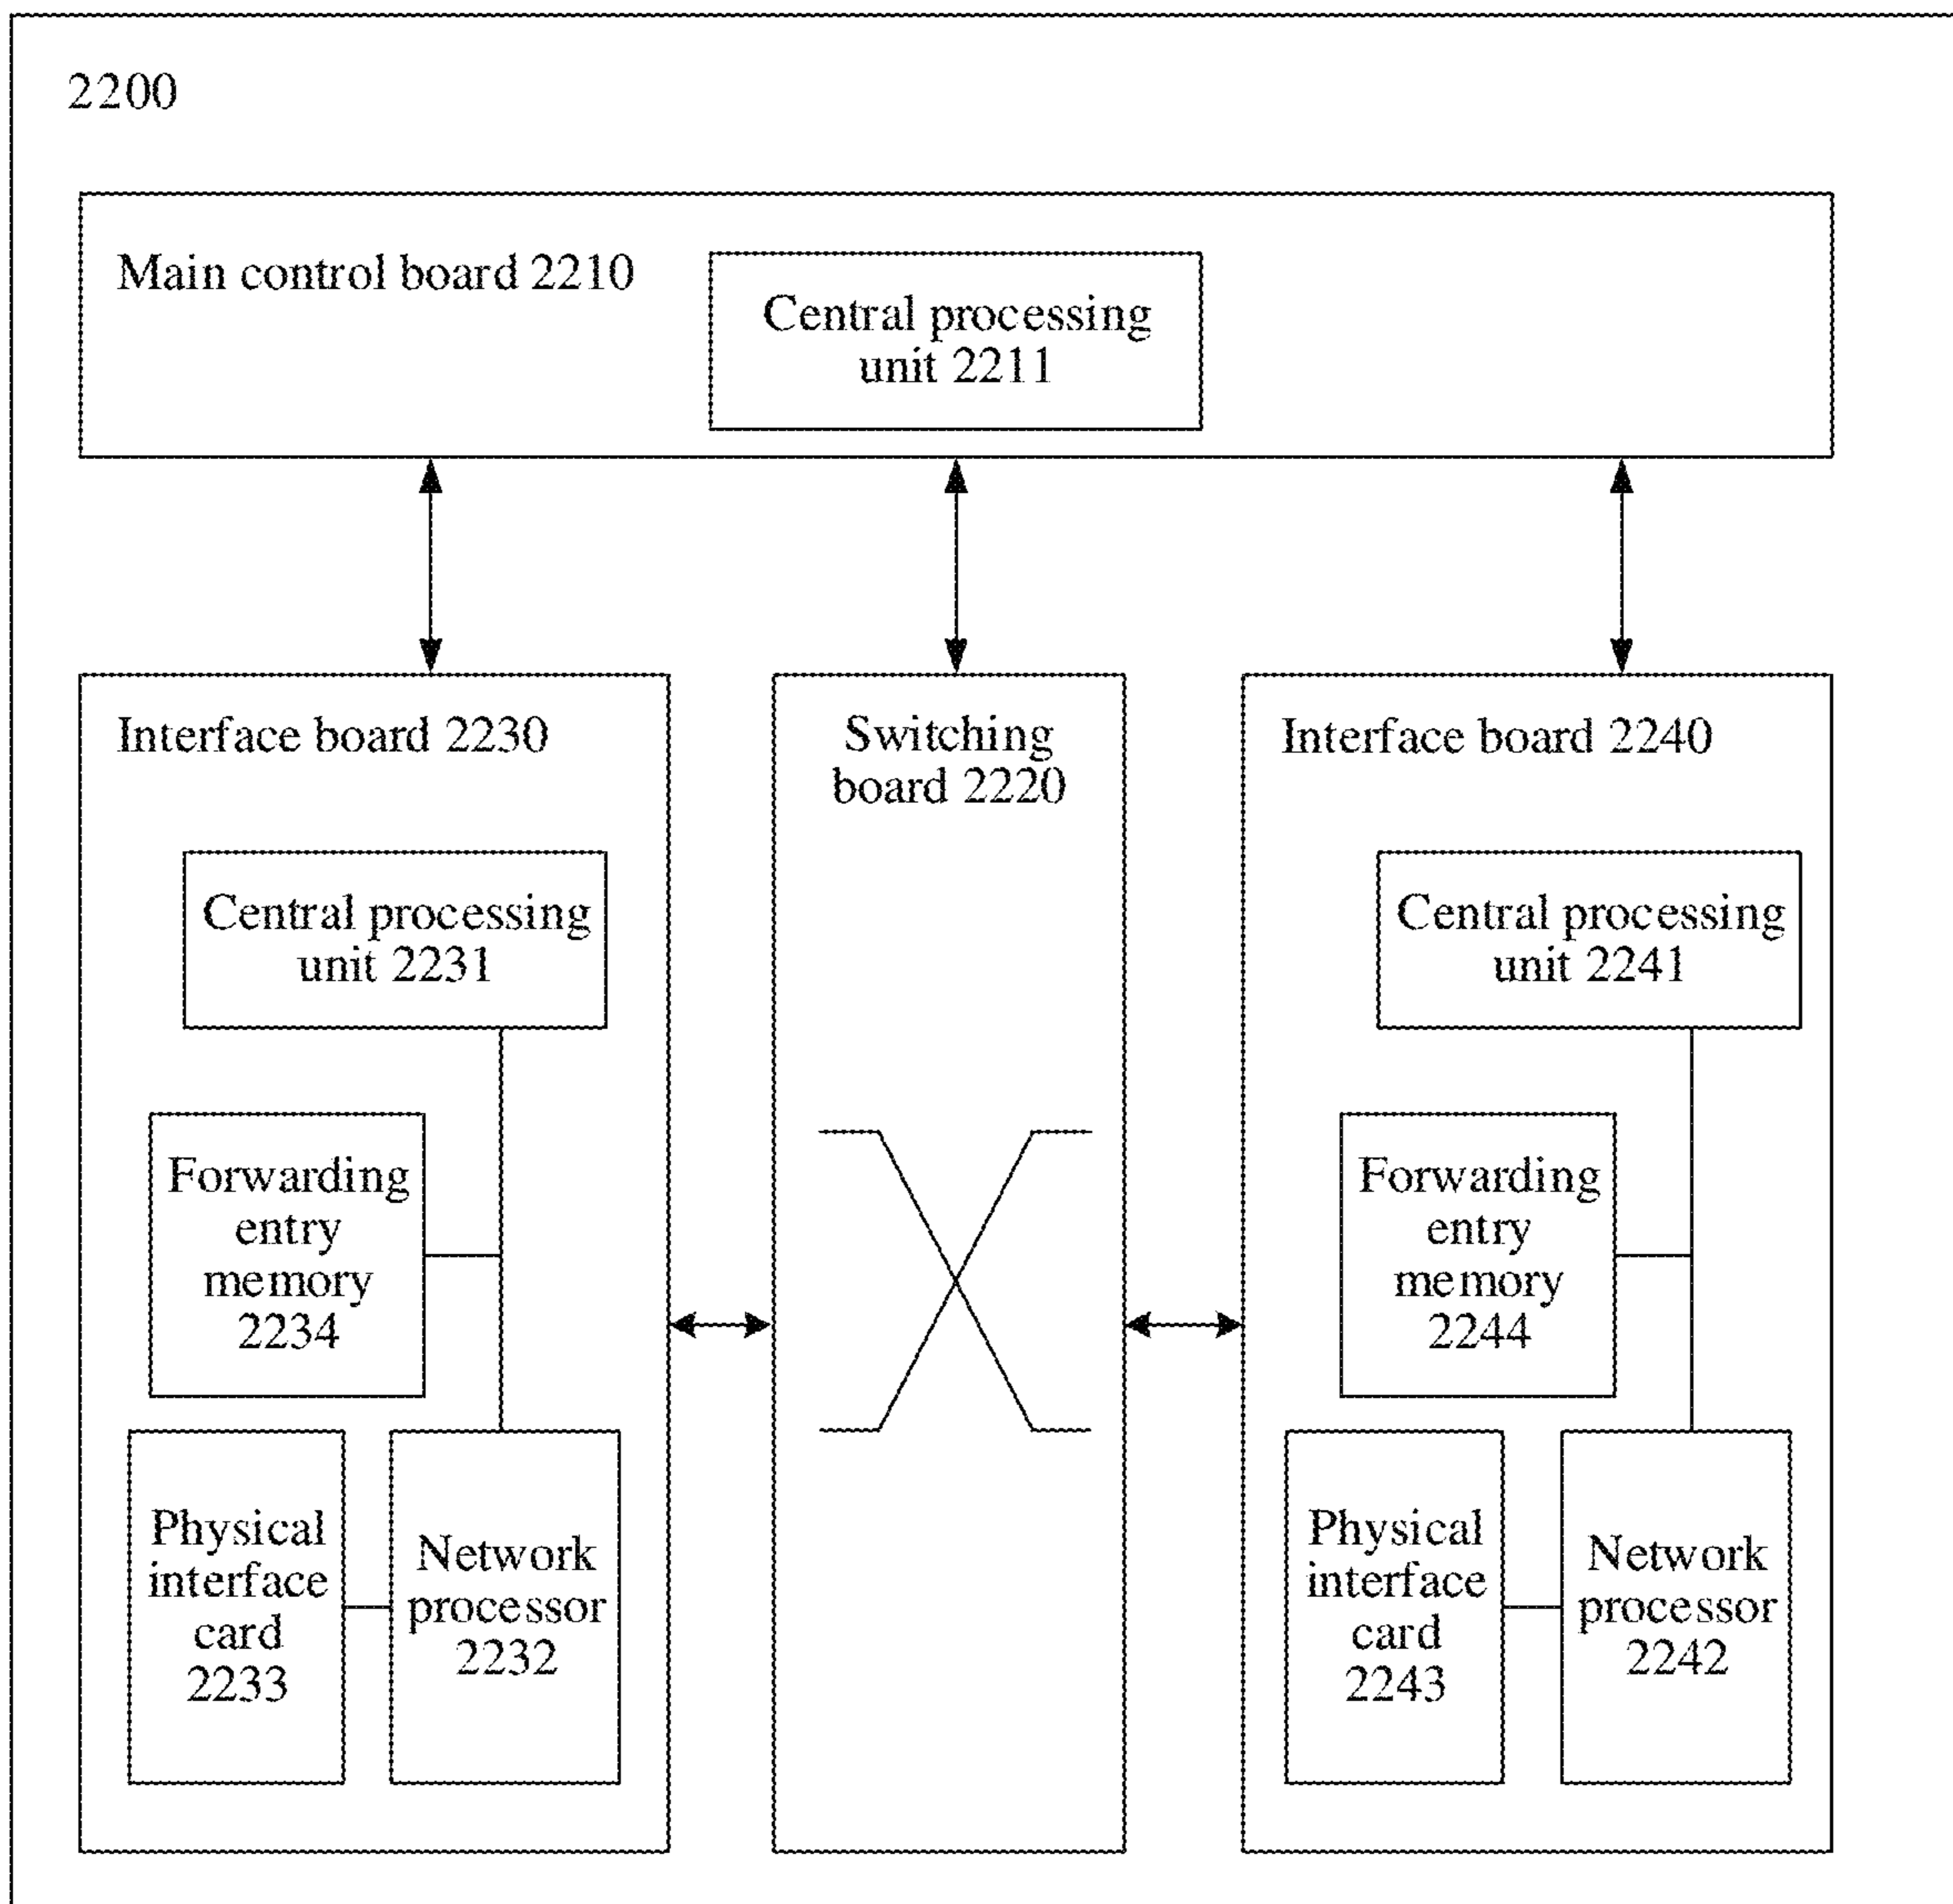 2200
Main control board 2210
Central processing
unit 2211
Interface board 2230
Central processing
unit 2231
Forwarding
entry
memory
2234
Physical
interface
card
2233
Network
processor
2232
Switching
board 2220
Interface board 2240
Central processing
unit 2241
Forwarding
entry
memory
2244
Physical
interface
card
2243
Network
processor
2242